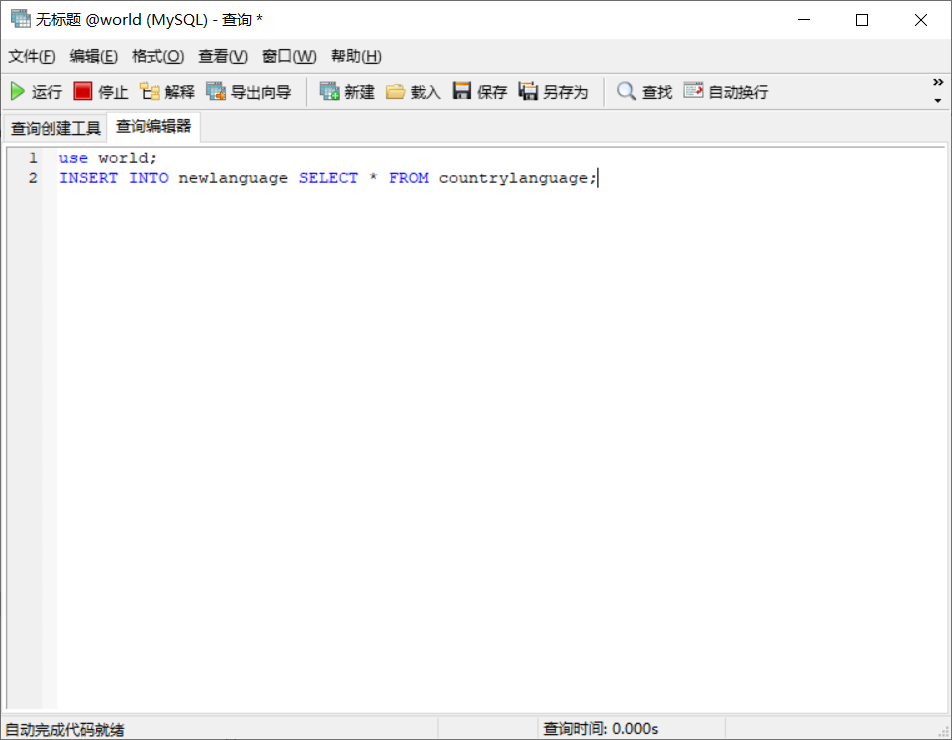 无标题 @world (MySQL) - 查询 *
文件(F) 编辑(E) 格式(O) 查看(V) 窗口(W) 帮助(H)
运行 停止 解释 导出向导 新建 载入 保存 另存为 查找 自动换行 »
查询创建工具 查询编辑器
1 use world;
2 INSERT INTO newlanguage SELECT * FROM countrylanguage;
自动完成代码就绪 查询时间: 0.000s